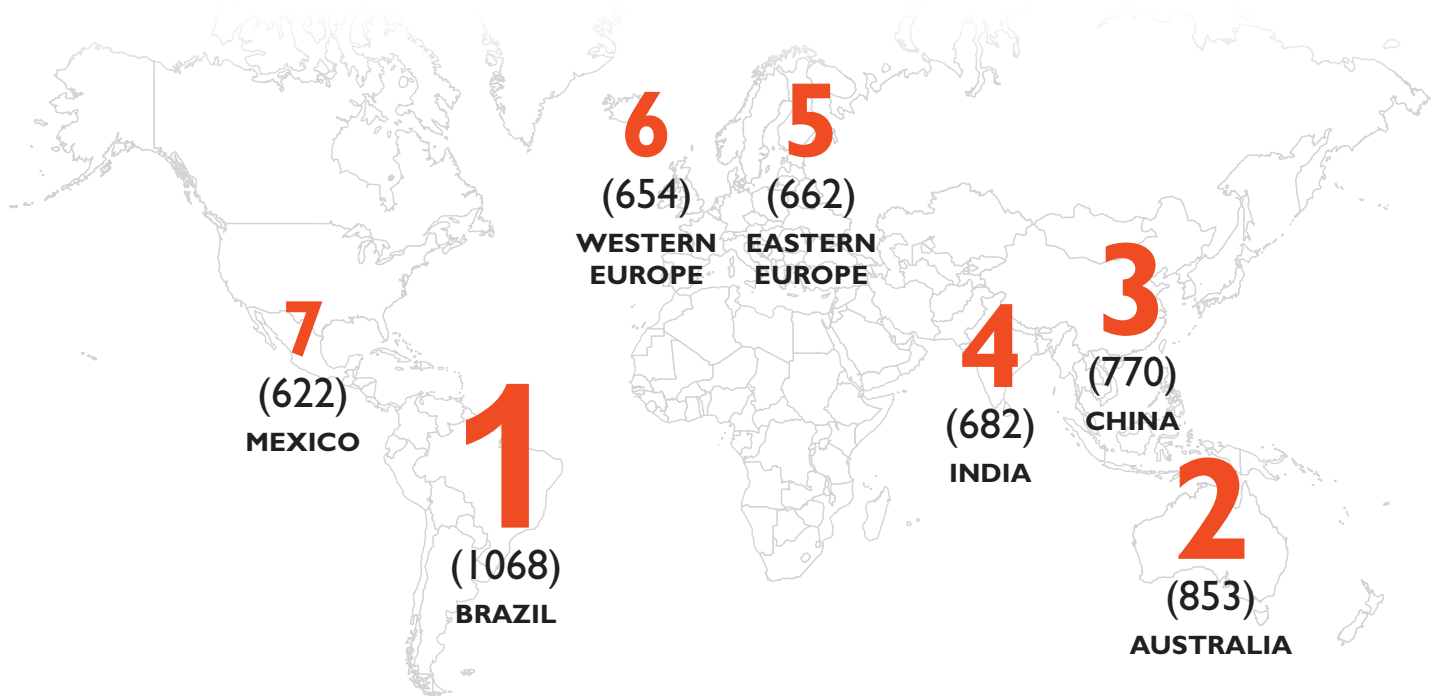 6
(654)
WESTERN
EUROPE
5
(662)
EASTERN
EUROPE
3
(770)
CHINA
7
(622)
MEXICO
4
(682)
INDIA
1
(1068)
BRAZIL
2
(853)
AUSTRALIA